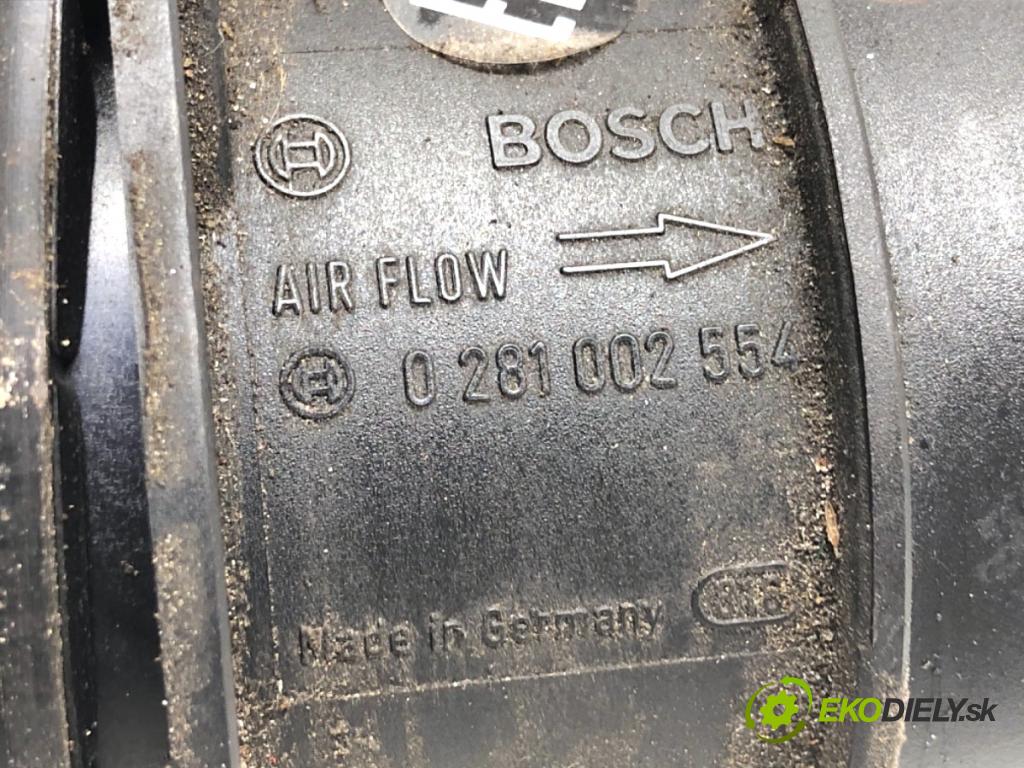 BOSCH
AIR FLOW
0 281 002 554
Made in Germany
EKODIELY.sk